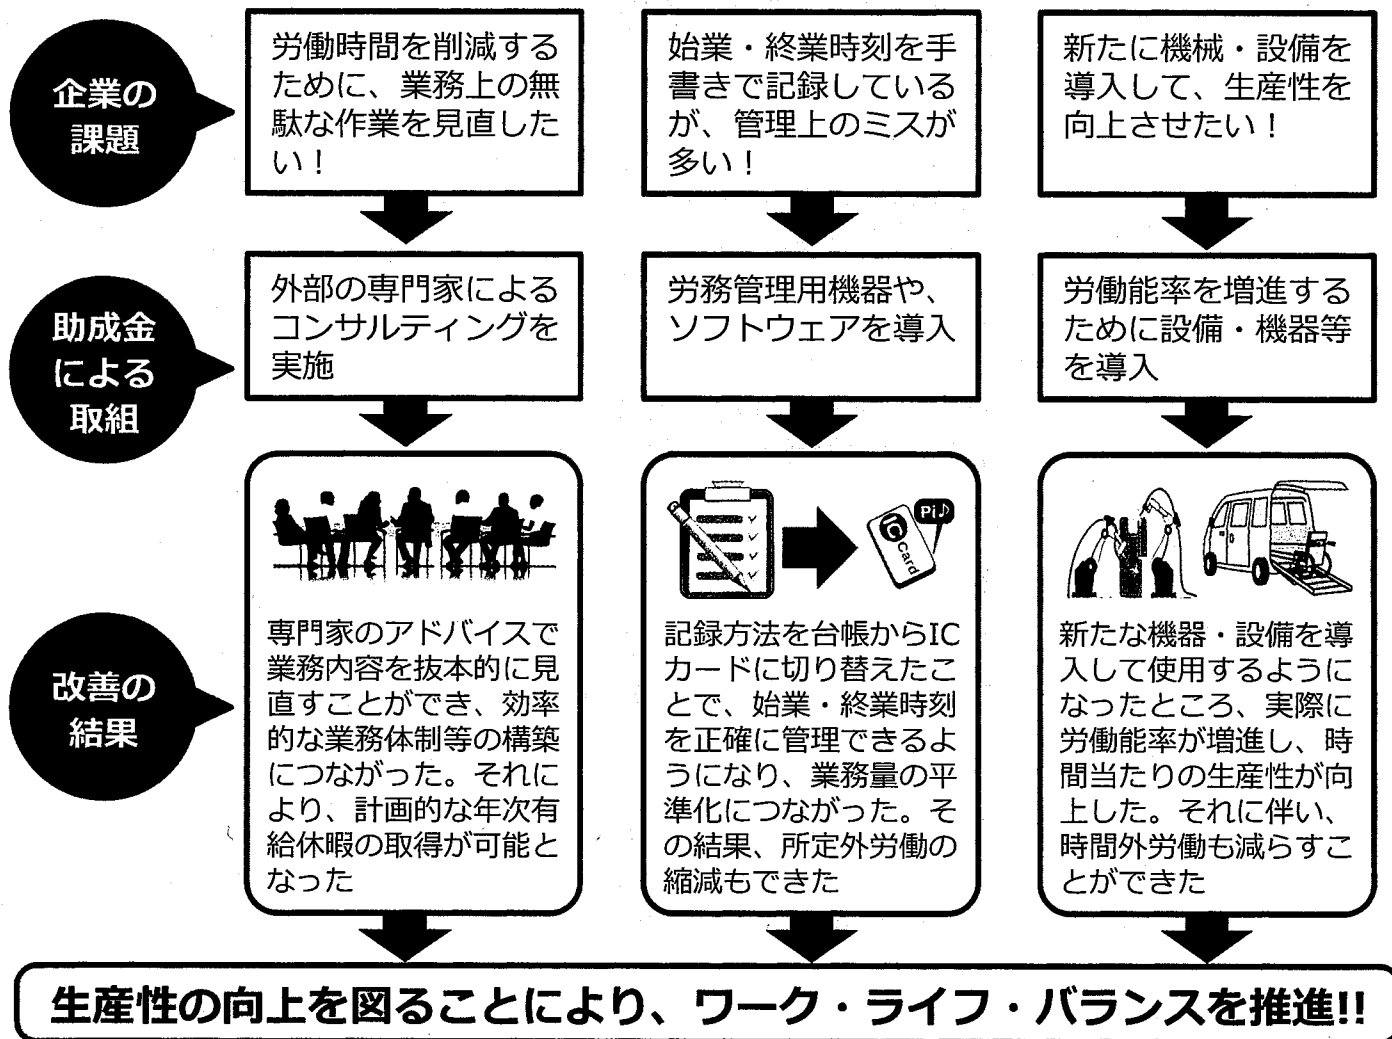 企業の
課題
労働時間を削減する
ために、業務上の無
駄な作業を見直した
い！
始業・終業時刻を手
書きで記録している
が、管理上のミスが
多い！
新たに機械・設備を
導入して、生産性を
向上させたい！
助成金
による
取組
外部の専門家による
コンサルティングを
実施
労務管理用機器や、
ソフトウェアを導入
労働能率を増進する
ために設備・機器等
を導入
改善の
結果
専門家のアドバイスで
業務内容を抜本的に見
直すことができ、効率
的な業務体制等の構築
につながった。それに
より、計画的な年次有
給休暇の取得が可能と
なった
Pi♪
IC
Card
記録方法を台帳からIC
カードに切り替えたこ
とで、始業・終業時刻
を正確に管理できるよ
うになり、業務量の平
準化につながった。そ
の結果、所定外労働の
縮減もできた
新たな機器・設備を導
入して使用するように
なったところ、実際に
労働能率が増進し、時
間当たりの生産性が向
上した。それに伴い、
時間外労働も減らすこ
とができた
生産性の向上を図ることにより、ワーク・ライフ・バランスを推進!!